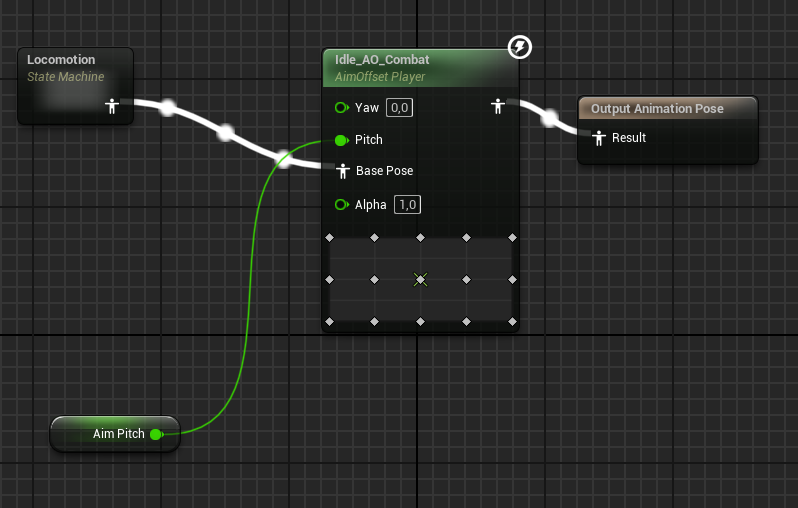 Locomotion
State Machine
Idle_AO_Combat
AimOffset Player
Yaw 0,0
Pitch
Base Pose
Alpha 1,0
Output Animation Pose
Result
Aim Pitch